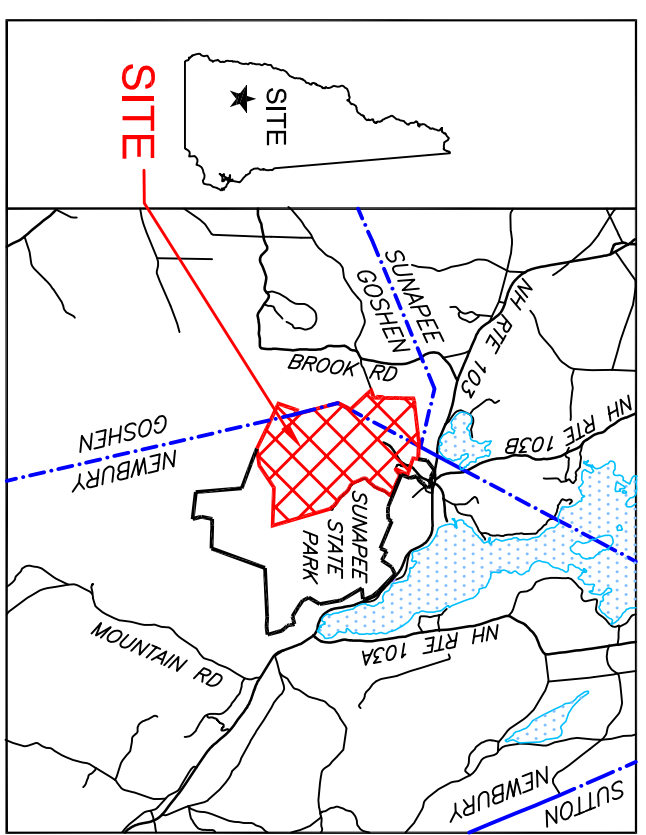 SITE
SITE
SUNAPEE
GOSHEN
NH RTE 103
BROOK RD
NH RTE 103B
GOSHEN
NEWBURY
SUNAPEE
STATE
PARK
NH RTE 103A
MOUNTAIN RD
NEWBURY
SUTTON